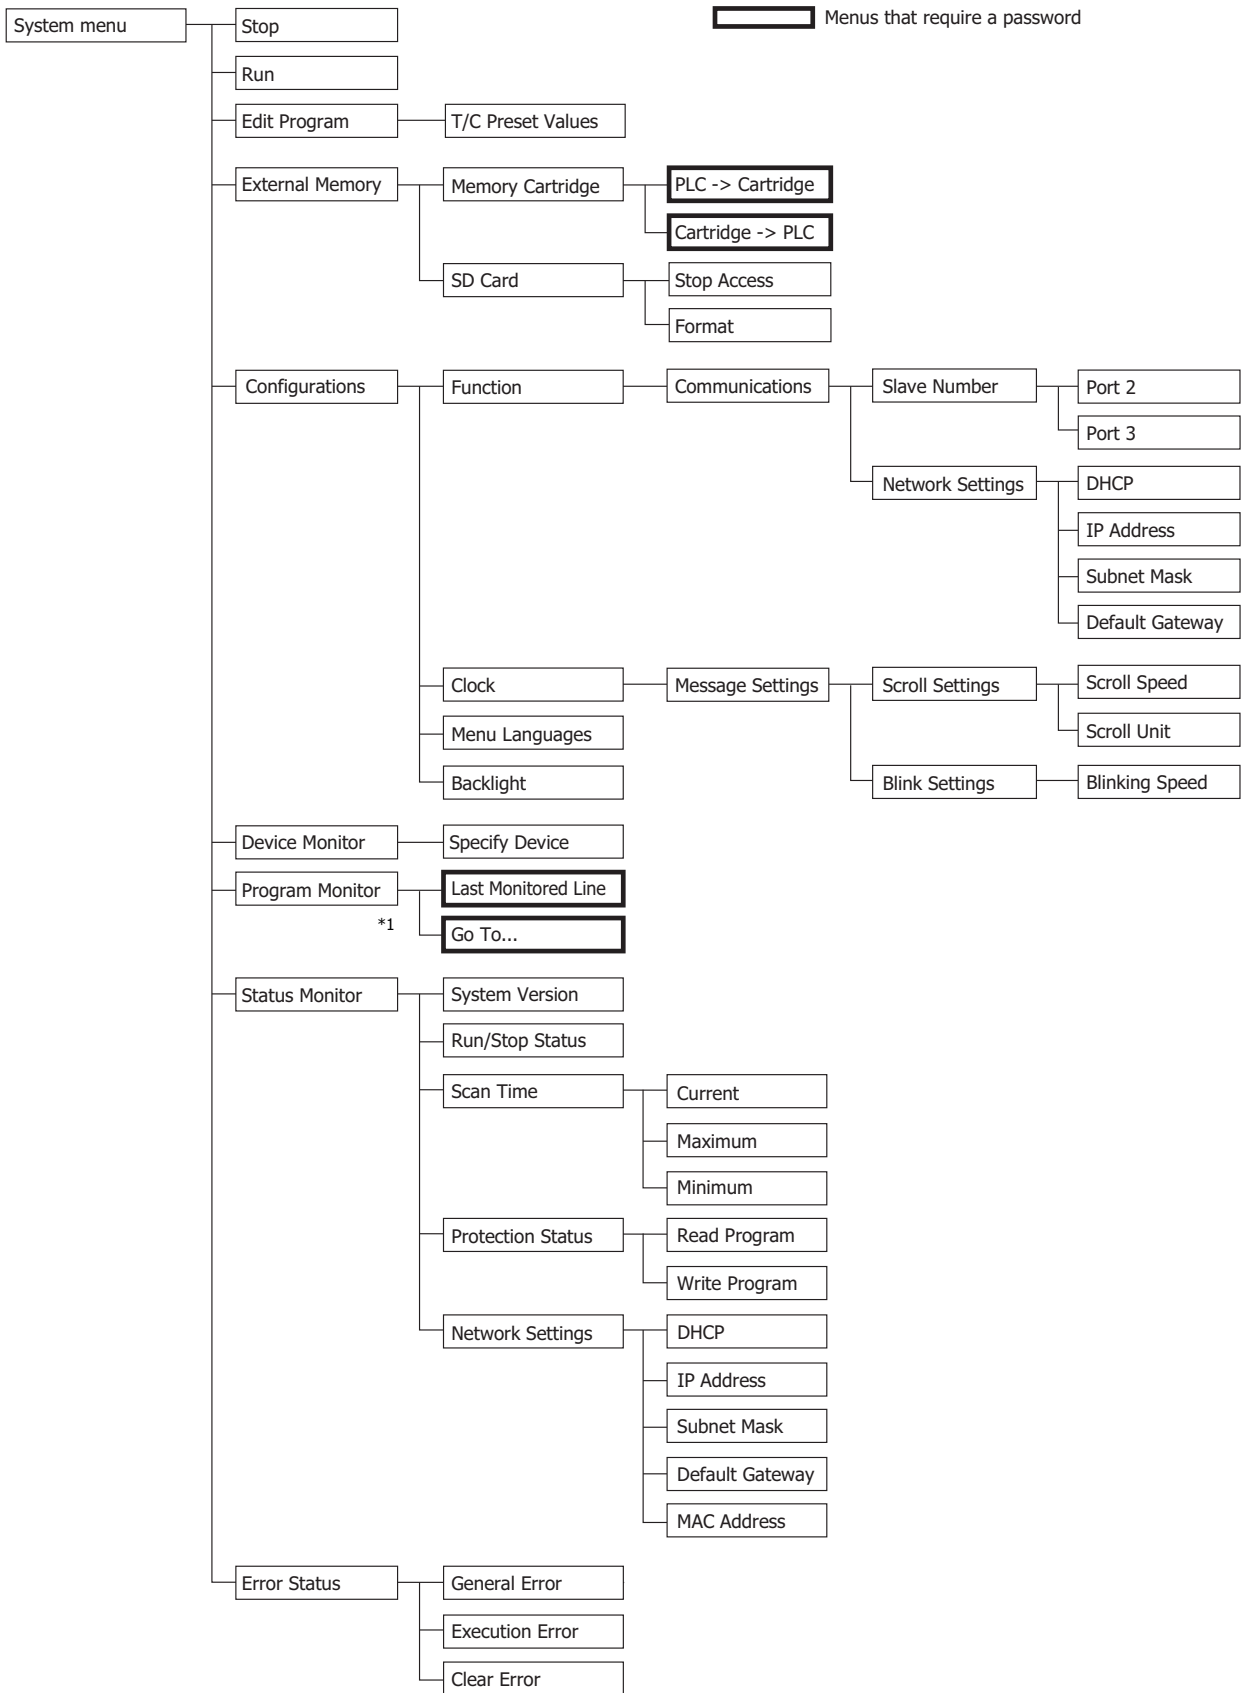 System menu
Stop
Menus that require a password
Run
Edit Program
T/C Preset Values
External Memory
Memory Cartridge
PLC -> Cartridge
Cartridge -> PLC
SD Card
Stop Access
Format
Configurations
Function
Communications
Slave Number
Port 2
Port 3
Network Settings
DHCP
IP Address
Subnet Mask
Default Gateway
Clock
Message Settings
Scroll Settings
Scroll Speed
Scroll Unit
Menu Languages
Backlight
Blink Settings
Blinking Speed
Device Monitor
Specify Device
Program Monitor
Last Monitored Line
*1
Go To...
Status Monitor
System Version
Run/Stop Status
Scan Time
Current
Maximum
Minimum
Protection Status
Read Program
Write Program
Network Settings
DHCP
IP Address
Subnet Mask
Default Gateway
MAC Address
Error Status
General Error
Execution Error
Clear Error